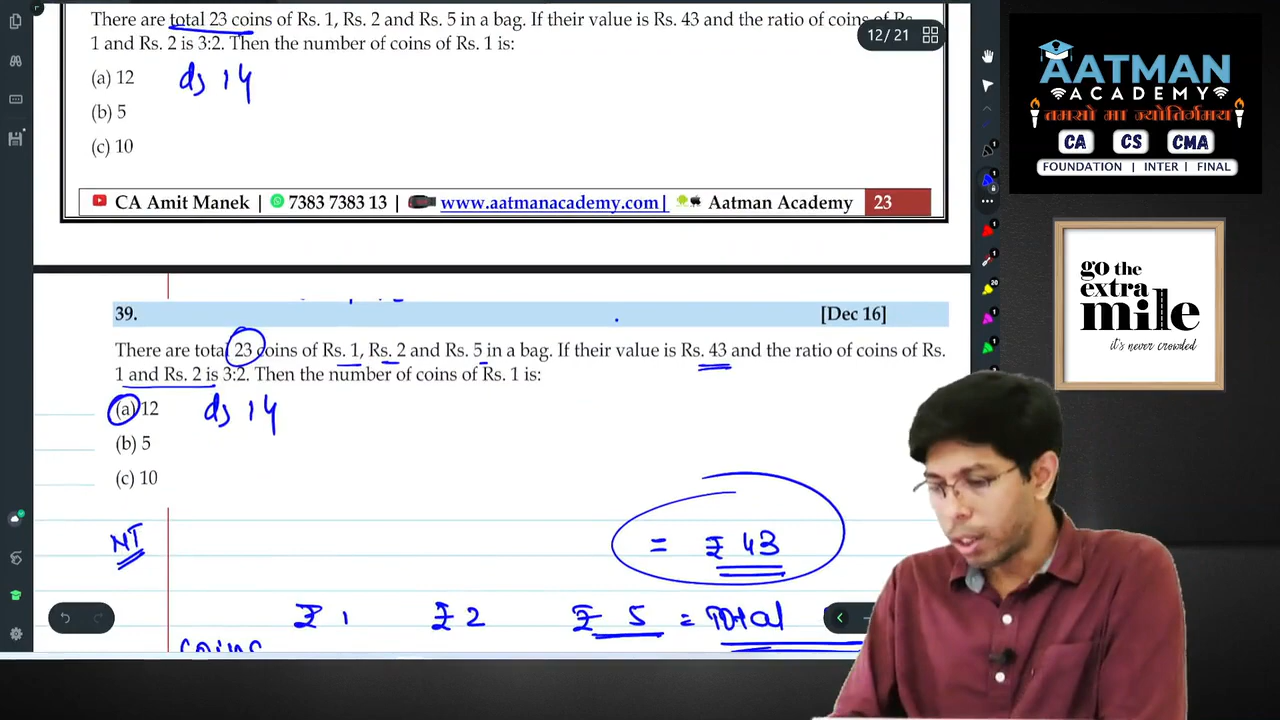 There are total 23 coins of Rs. 1, Rs. 2 and Rs. 5 in a bag. If their value is Rs. 43 and the ratio of coins of Rs.
1 and Rs. 2 is 3:2. Then the number of coins of Rs. 1 is:
(a) 12
d) 14
(b) 5
(c) 10
CA Amit Manek | 7383 7383 13 | www.aatmanacademy.com| Aatman Academy 23
12/21
39. [Dec 16]
There are total 23 coins of Rs. 1, Rs. 2 and Rs. 5 in a bag. If their value is Rs. 43 and the ratio of coins of Rs.
1 and Rs. 2 is 3:2. Then the number of coins of Rs. 1 is:
(a) 12
d) 14
(b) 5
(c) 10
NT
= ₹ 43
₹ 1 ₹ 2 ₹ 5 = Total
coins
AATMAN
ACADEMY
तमसो मा ज्योतिर्गमय
CA CS CMA
FOUNDATION | INTER | FINAL
go the
extra
mile
it's never crowded